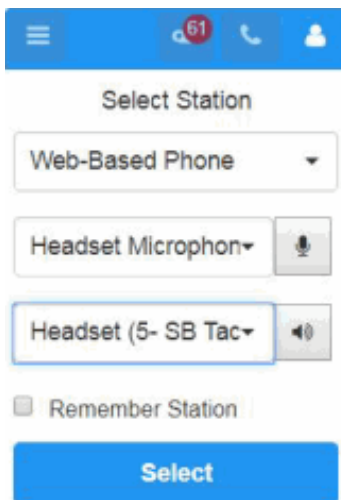 61
Select Station
Web-Based Phone
Headset Microphon
Headset (5- SB Tac
Remember Station
Select